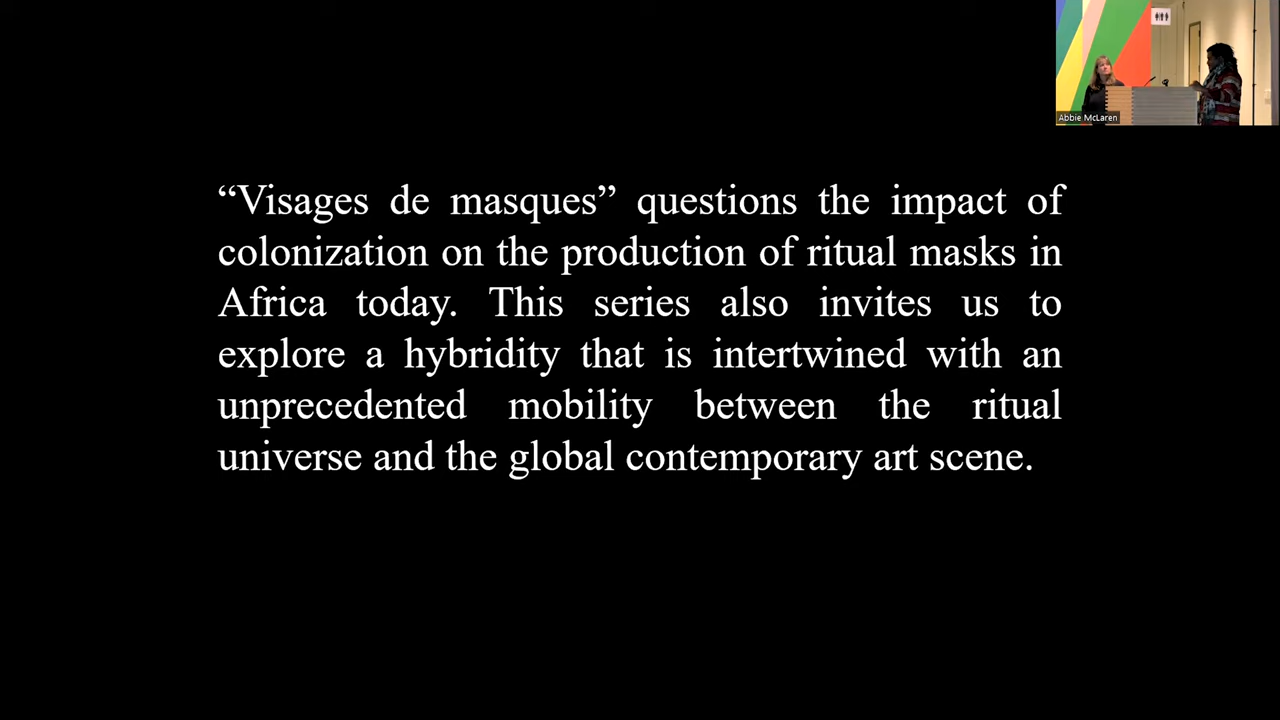 Abbie McLaren
“Visages de masques” questions the impact of
colonization on the production of ritual masks in
Africa today. This series also invites us to
explore a hybridity that is intertwined with an
unprecedented mobility between the ritual
universe and the global contemporary art scene.